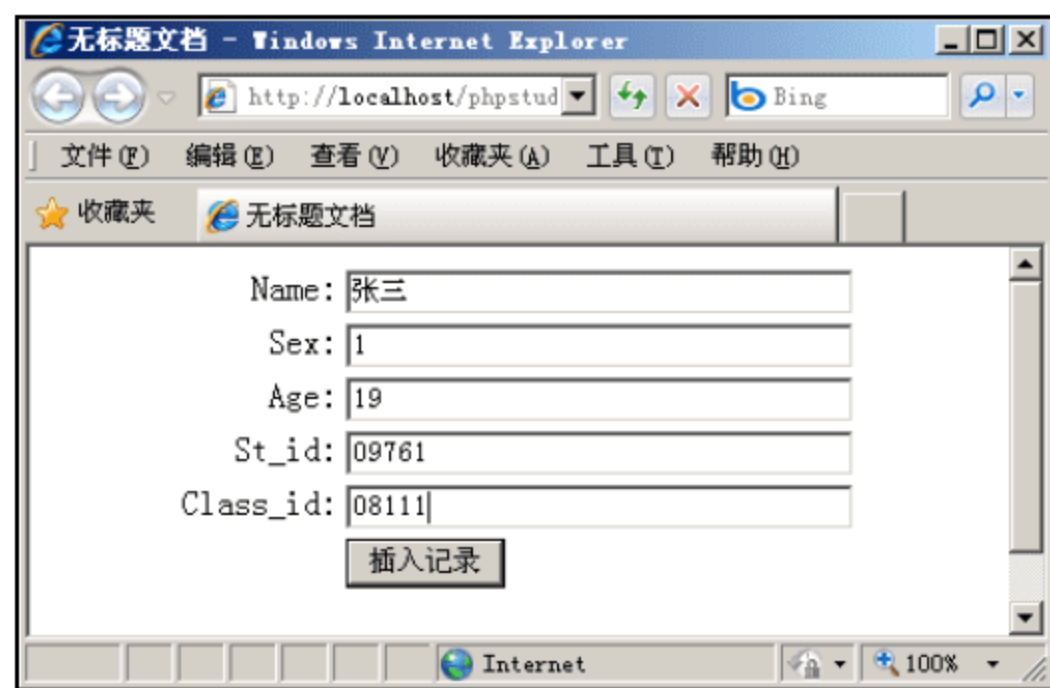 无标题文档 - Windows Internet Explorer
http://localhost/phpstud
Bing
文件(F) 编辑(E) 查看(V) 收藏夹(A) 工具(T) 帮助(H)
收藏夹 无标题文档
Name: 张三
Sex: 1
Age: 19
St_id: 09761
Class_id: 08111
插入记录
Internet 100%